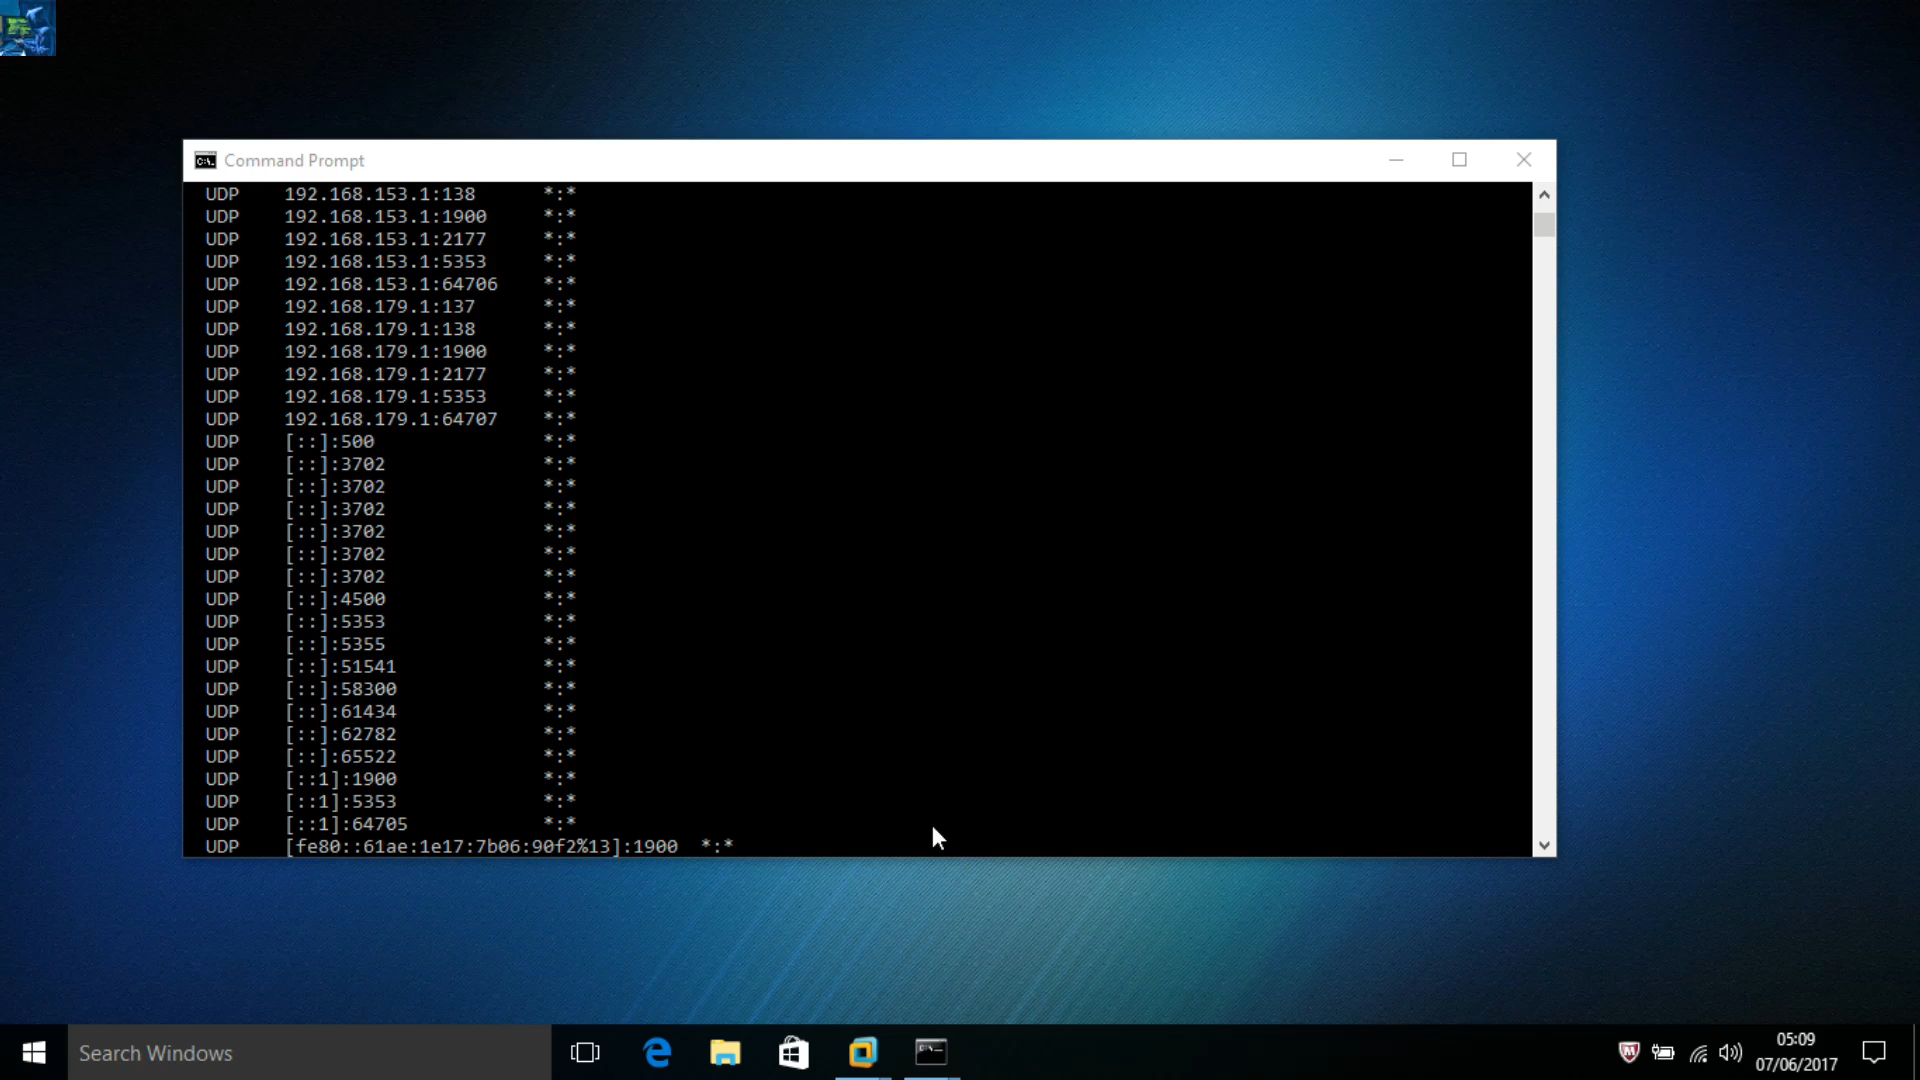 Command Prompt
UDP 192.168.153.1:138 *:*
UDP 192.168.153.1:1900 *:*
UDP 192.168.153.1:2177 *:*
UDP 192.168.153.1:5353 *:*
UDP 192.168.153.1:64706 *:*
UDP 192.168.179.1:137 *:*
UDP 192.168.179.1:138 *:*
UDP 192.168.179.1:1900 *:*
UDP 192.168.179.1:2177 *:*
UDP 192.168.179.1:5353 *:*
UDP 192.168.179.1:64707 *:*
UDP [::]:500 *:*
UDP [::]:3702 *:*
UDP [::]:3702 *:*
UDP [::]:3702 *:*
UDP [::]:3702 *:*
UDP [::]:3702 *:*
UDP [::]:3702 *:*
UDP [::]:4500 *:*
UDP [::]:5353 *:*
UDP [::]:5355 *:*
UDP [::]:51541 *:*
UDP [::]:58300 *:*
UDP [::]:61434 *:*
UDP [::]:62782 *:*
UDP [::]:65522 *:*
UDP [::1]:1900 *:*
UDP [::1]:5353 *:*
UDP [::1]:64705 *:*
UDP [fe80::61ae:1e17:7b06:90f2%13]:1900 *:*
Search Windows
05:09
07/06/2017